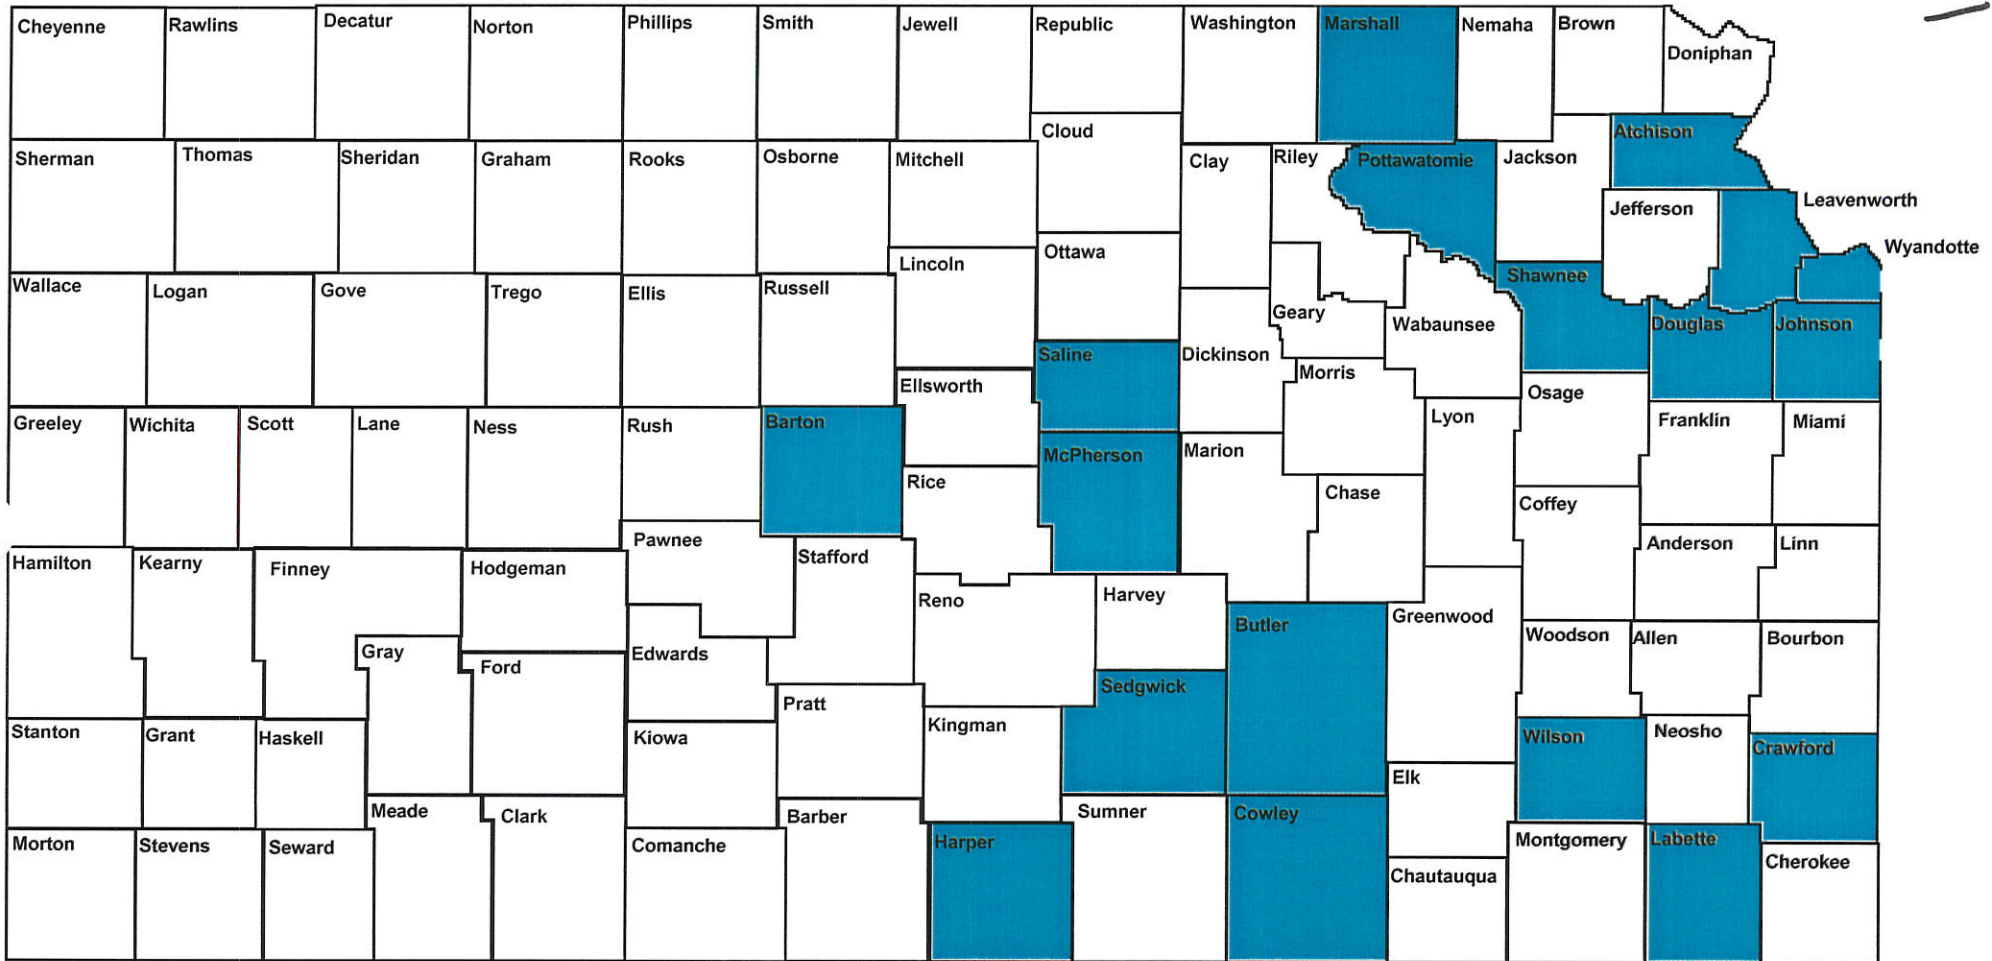 Cheyenne
Rawlins
Decatur
Norton
Phillips
Smith
Jewell
Republic
Washington
Marshall
Nemaha
Brown
Doniphan
Sherman
Thomas
Sheridan
Graham
Rooks
Osborne
Mitchell
Cloud
Clay
Riley
Pottawatomie
Jackson
Atchison
Jefferson
Leavenworth
Wyandotte
Wallace
Logan
Gove
Trego
Ellis
Russell
Lincoln
Ottawa
Geary
Wabaunsee
Shawnee
Douglas
Johnson
Saline
Dickinson
Morris
Ellsworth
Osage
Greeley
Wichita
Scott
Lane
Ness
Rush
Barton
McPherson
Marion
Lyon
Franklin
Miami
Rice
Chase
Coffey
Pawnee
Stafford
Anderson
Linn
Hamilton
Kearny
Finney
Hodgeman
Reno
Harvey
Butler
Greenwood
Woodson
Allen
Bourbon
Gray
Ford
Edwards
Pratt
Sedgwick
Kingman
Stanton
Grant
Haskell
Kiowa
Wilson
Neosho
Crawford
Elk
Meade
Clark
Barber
Sumner
Cowley
Morton
Stevens
Seward
Comanche
Harper
Montgomery
Labette
Cherokee
Chautauqua